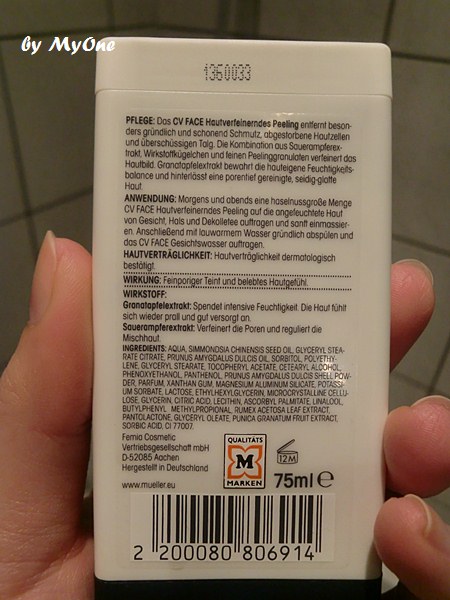 by MyOne
1360033
PFLEGE: Das CV FACE Hautverfeinerndes Peeling entfernt beson-
ders gründlich und schonend Schmutz, abgestorbene Hautzellen
und überschüssigen Talg. Die Kombination aus Sauerampferex-
trakt, Wirkstoffkügelchen und feinen Peelinggranulaten verfeinert das
Hautbild. Granatapfelextrakt bewahrt die hauteigene Feuchtigkeits-
balance und hinterlässt eine porentief gereinigte, seidig-glatte
Haut.
ANWENDUNG: Morgens und abends eine haselnussgroße Menge
CV FACE Hautverfeinerndes Peeling auf die angefeuchtete Haut
von Gesicht, Hals und Dekolletee auftragen und sanft einmassier-
en. Anschließend mit lauwarmem Wasser gründlich abspülen und
das CV FACE Gesichtswasser auftragen.
HAUTVERTRÄGLICHKEIT: Hautverträglichkeit dermatologisch
bestätigt.
WIRKUNG: Feinporiger Teint und belebtes Hautgefühl.
WIRKSTOFF:
Granatapfelextrakt: Spendet intensive Feuchtigkeit. Die Haut fühlt
sich wieder prall und gut versorgt an.
Sauerampferextrakt: Verfeinert die Poren und reguliert die
Mischhaut.
INGREDIENTS: AQUA, SIMMONDSIA CHINENSIS SEED OIL, GLYCERYL STEA-
RATE CITRATE, PRUNUS AMYGDALUS DULCIS OIL, SORBITOL, POLYETHY-
LENE, GLYCERYL STEARATE, TOCOPHERYL ACETATE, CETEARYL ALCOHOL,
PHENOXYETHANOL, PANTHENOL, PRUNUS AMYGDALUS DULCIS SHELL POW-
DER, PARFUM, XANTHAN GUM, MAGNESIUM ALUMINUM SILICATE, POTASSI-
UM SORBATE, LACTOSE, ETHYLHEXYLGLYCERIN, MICROCRYSTALLINE CELLU-
LOSE, GLYCERIN, CITRIC ACID, LECITHIN, ASCORBYL PALMITATE, LINALOOL,
BUTYLPHENYL METHYLPROPIONAL, RUMEX ACETOSA LEAF EXTRACT,
PANTOLACTONE, GLYCERYL OLEATE, PUNICA GRANATUM FRUIT EXTRACT,
SORBIC ACID, CI 77007.
Femia Cosmetic
Vertriebsgesellschaft mbH
D-52085 Aachen
Hergestellt in Deutschland
www.mueller.eu
QUALITÄTS
M
MARKEN
12M
75ml e
2 200080 806914